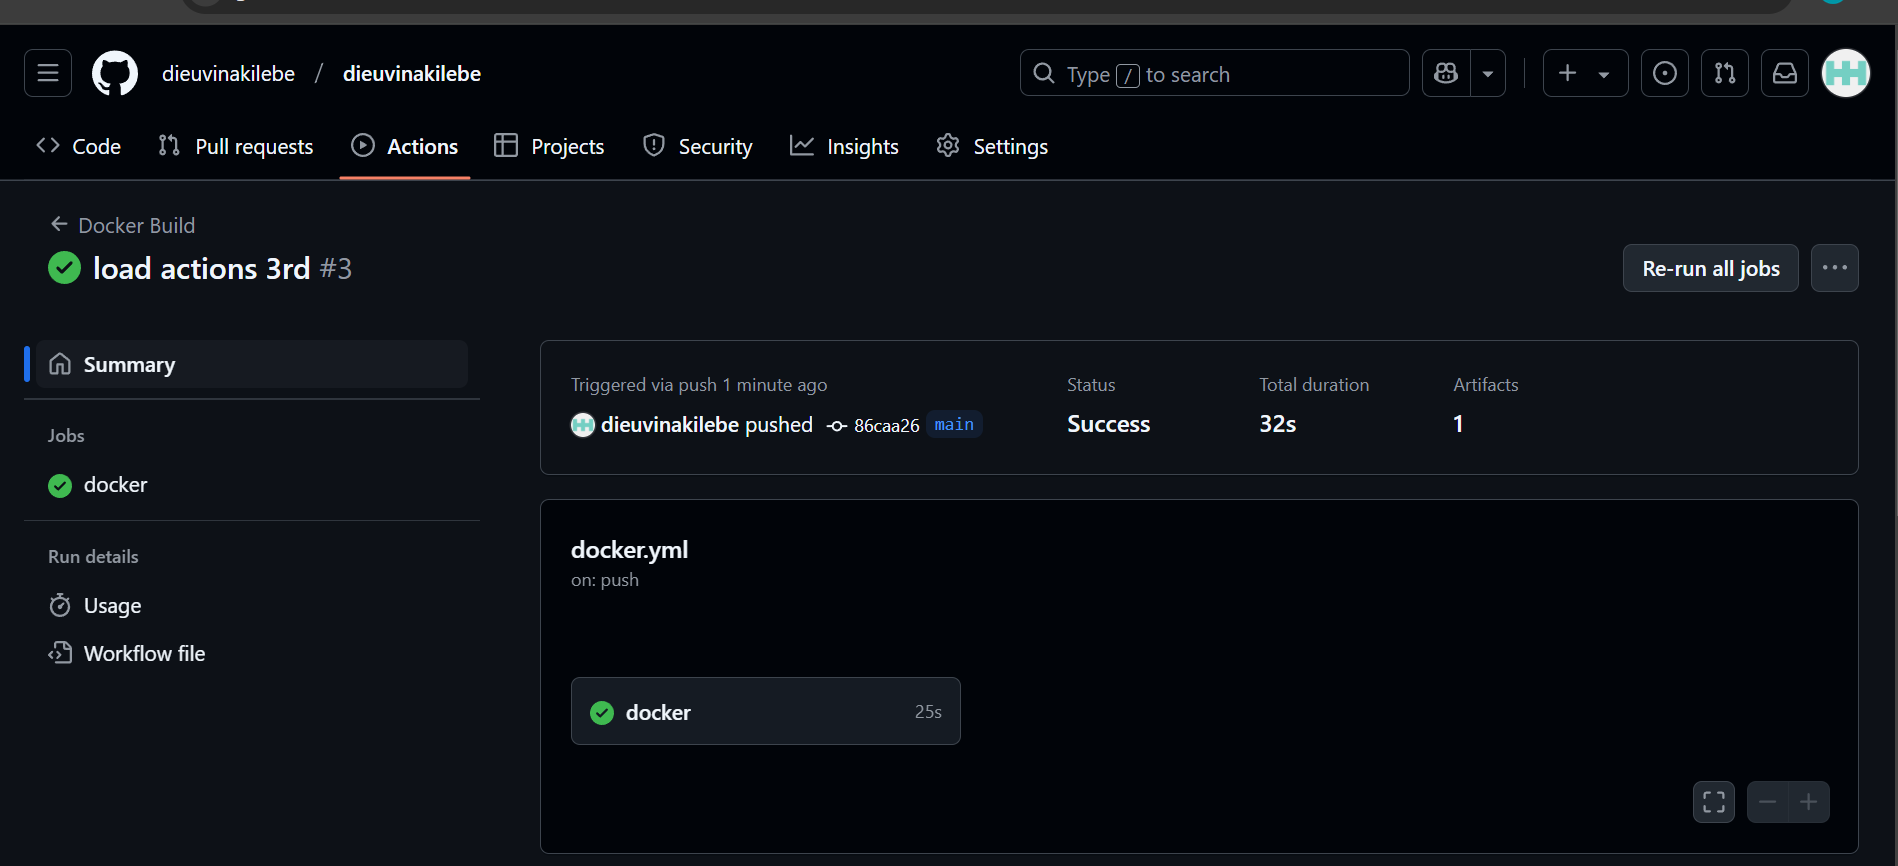 dieuvinakilebe / dieuvinakilebe
Type / to search
Code Pull requests Actions Projects Security Insights Settings
Docker Build
load actions 3rd #3
Re-run all jobs
Summary
Jobs
docker
Run details
Usage
Workflow file
Triggered via push 1 minute ago
dieuvinakilebe pushed 86caa26 main
Status
Success
Total duration
32s
Artifacts
1
docker.yml
on: push
docker 25s